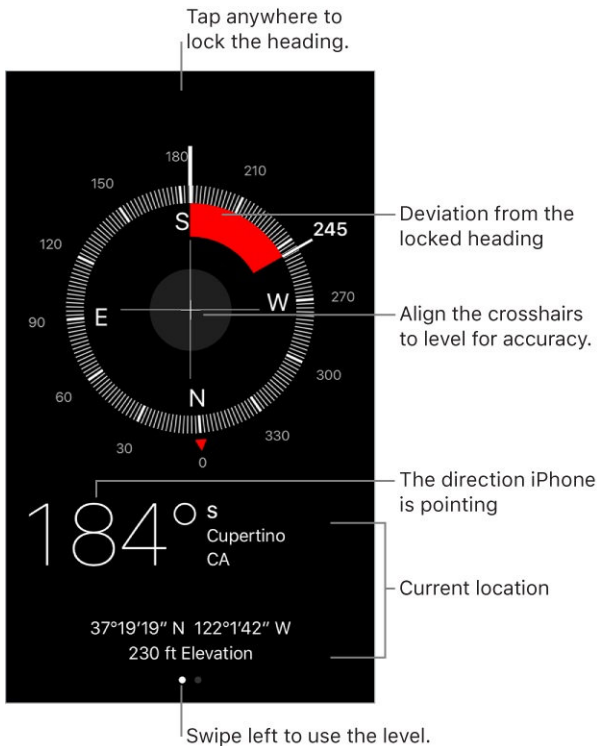 Tap anywhere to
lock the heading.
180
210
150
S
245
Deviation from the
locked heading
120
W
270
90
E
Align the crosshairs
to level for accuracy.
300
60
N
330
30
0
The direction iPhone
is pointing
184° S
Cupertino
CA
Current location
37°19′19″ N 122°1′42″ W
230 ft Elevation
Swipe left to use the level.